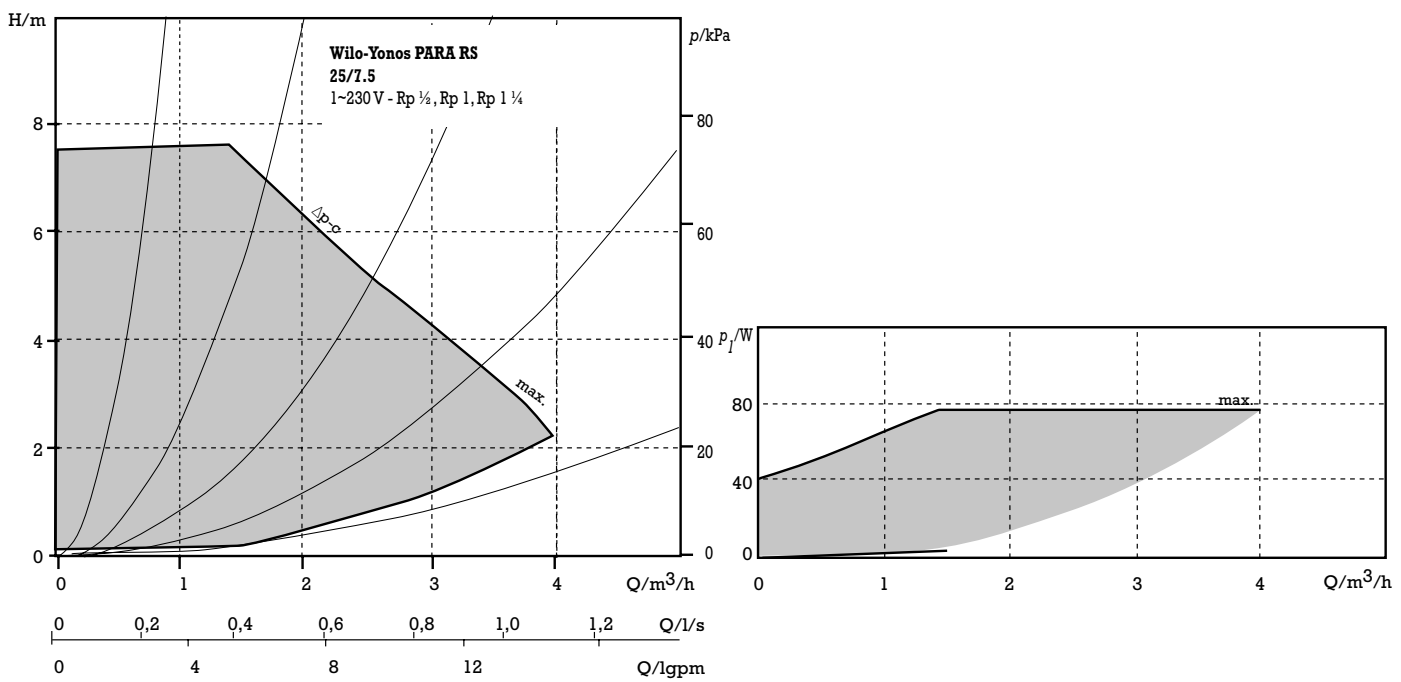 H/m
p/kPa
Wilo-Yonos PARA RS
25/7.5
1~230 V - Rp ½, Rp 1, Rp 1 ¼
8
80
Δp-c
6
60
4
40
max.
2
20
0
0
0 1 2 3 4 Q/m³/h
0 0,2 0,4 0,6 0,8 1,0 1,2 Q/l/s
0 4 8 12 Q/lgpm
p₁/W
80
max.
40
0
0 1 2 3 4 Q/m³/h